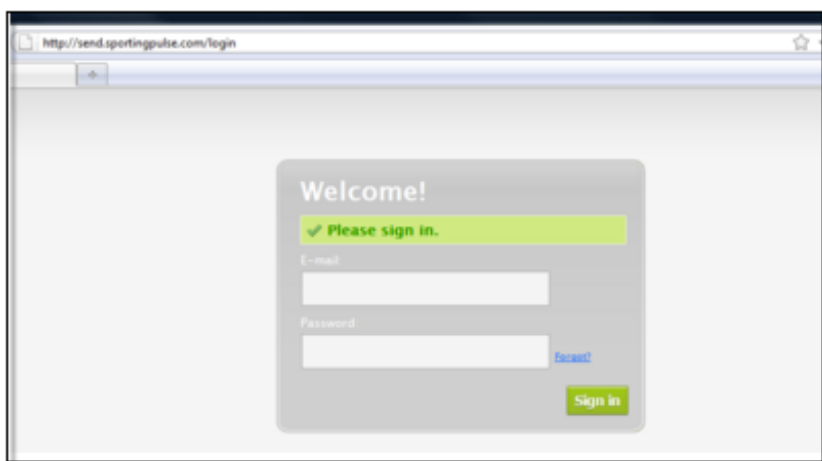 http://send.sportingpulse.com/login
Welcome!
Please sign in.
E-mail:
Password:
Forgot?
Sign in